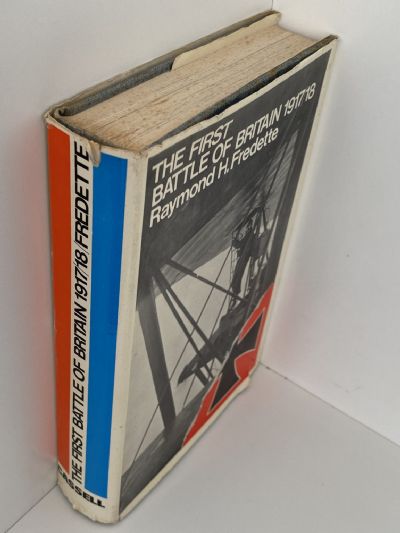 THE FIRST
BATTLE OF BRITAIN 1917/18
Raymond H. Fredette
THE FIRST BATTLE OF BRITAIN 1917/18/FREDETTE
CASSELL